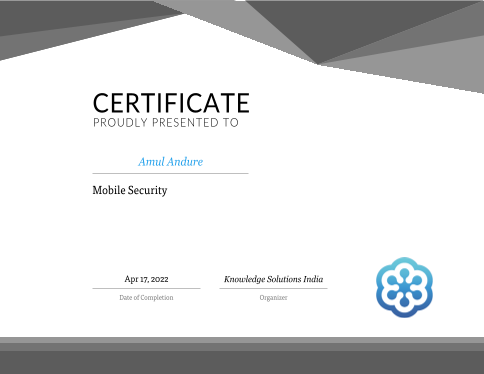 CERTIFICATE
PROUDLY PRESENTED TO
Amul Andure
Mobile Security
Apr 17, 2022
Knowledge Solutions India
Date of Completion
Organizer